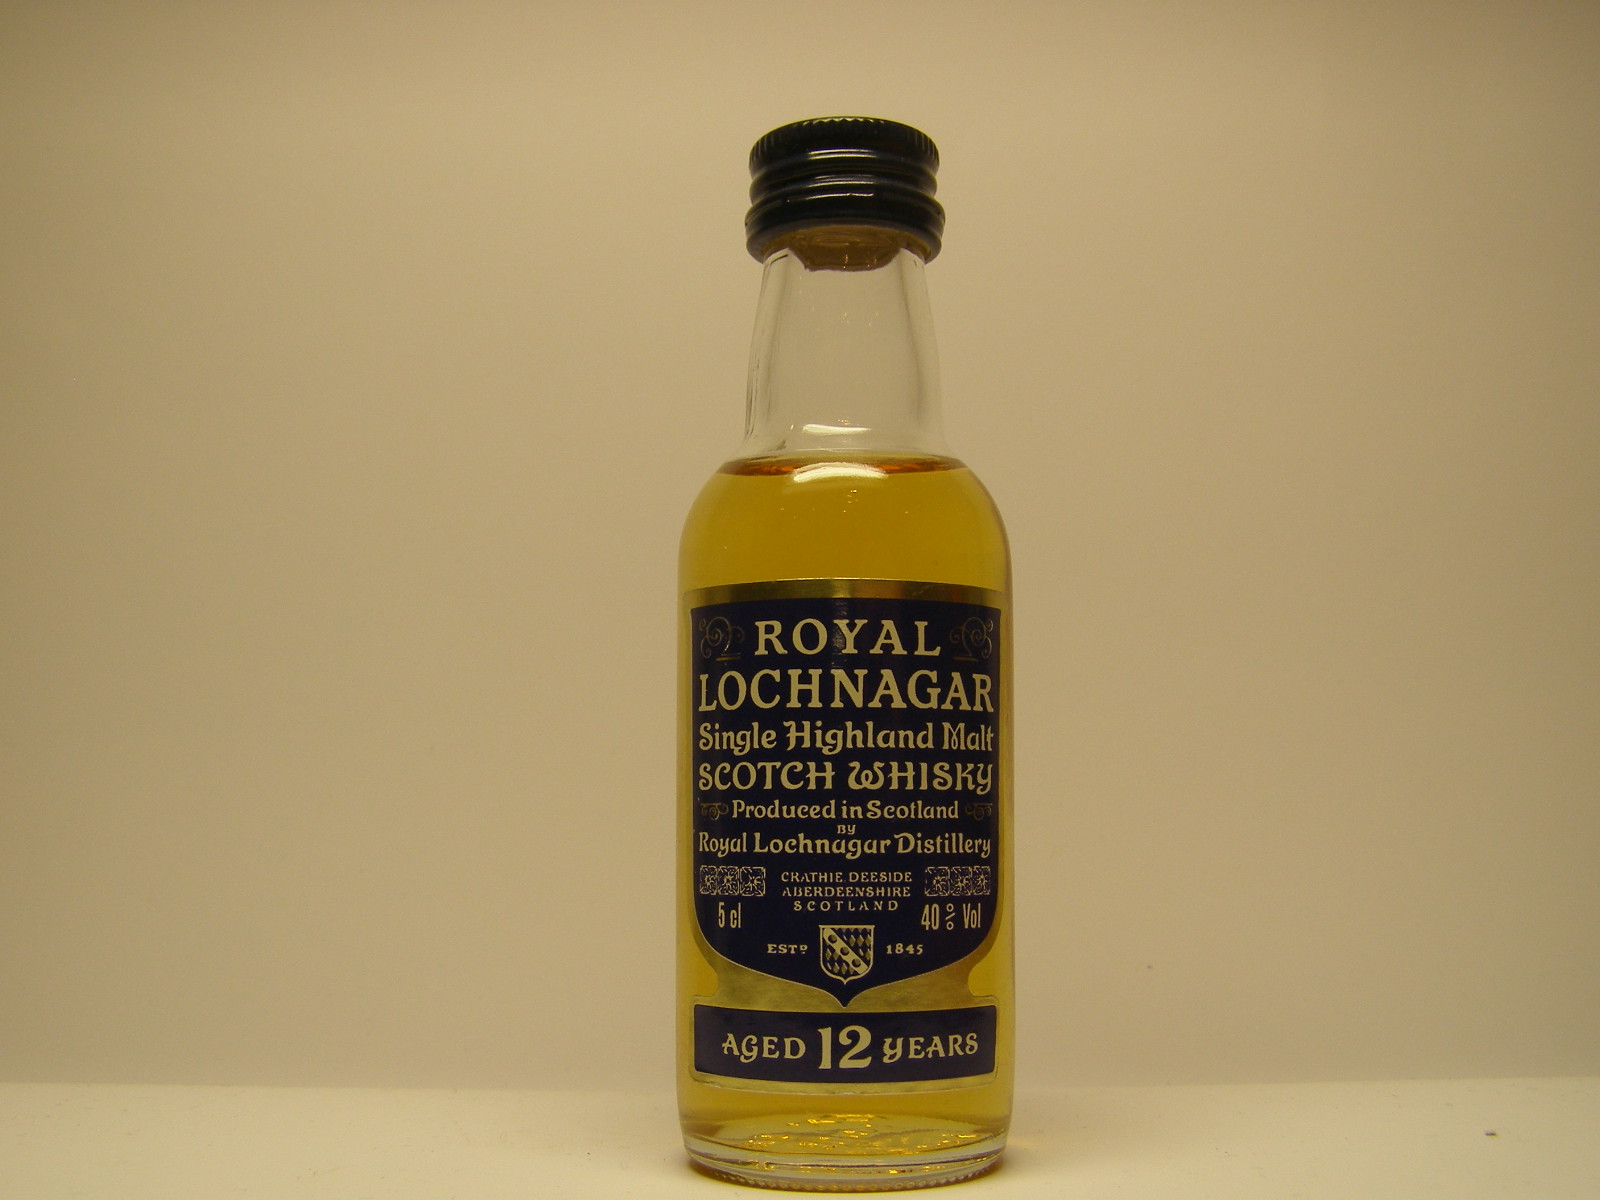 ROYAL
LOCHNAGAR
Single Highland Malt
SCOTCH WHISKY
Produced in Scotland
BY
Royal Lochnagar Distillery
CRATHIE, DEESIDE
ABERDEENSHIRE
SCOTLAND
5 cl 40% Vol
ESTD 1845
AGED 12 YEARS